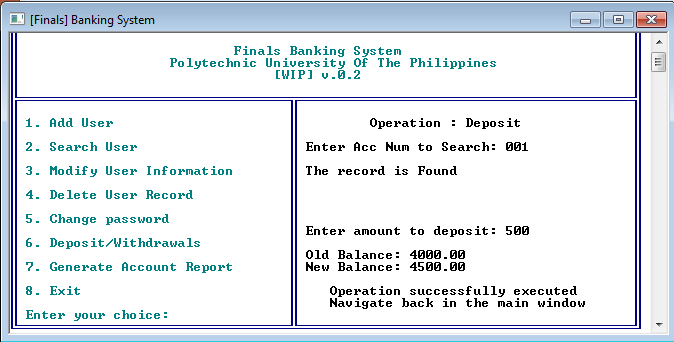 [Finals] Banking System
Finals Banking System
Polytechnic University Of The Philippines
[WIP] v.0.2
1. Add User
2. Search User
3. Modify User Information
4. Delete User Record
5. Change password
6. Deposit/Withdrawals
7. Generate Account Report
8. Exit
Enter your choice:
Operation : Deposit
Enter Acc Num to Search: 001
The record is Found
Enter amount to deposit: 500
Old Balance: 4000.00
New Balance: 4500.00
Operation successfully executed
Navigate back in the main window